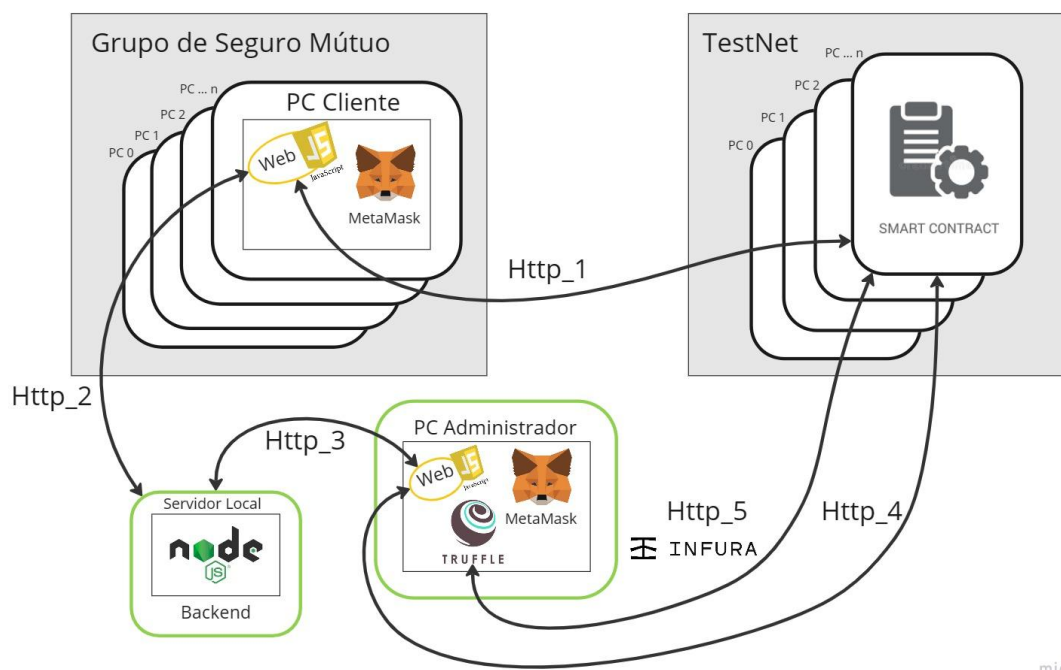 Grupo de Seguro Mútuo
PC ... n
PC 2
PC 1
PC 0
PC Cliente
Web
JS
JavaScript
MetaMask
TestNet
PC ... n
PC 2
PC 1
PC 0
SMART CONTRACT
Http_1
Http_2
Http_3
PC Administrador
Web
JS
JavaScript
MetaMask
TRUFFLE
Http_5
Http_4
INFURA
Servidor Local
node
JS
Backend